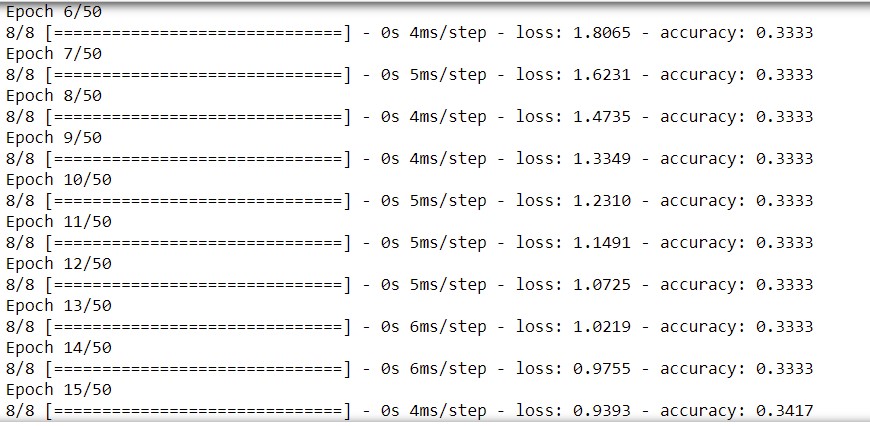 Epoch 6/50
8/8 [==============================] - 0s 4ms/step - loss: 1.8065 - accuracy: 0.3333
Epoch 7/50
8/8 [==============================] - 0s 5ms/step - loss: 1.6231 - accuracy: 0.3333
Epoch 8/50
8/8 [==============================] - 0s 4ms/step - loss: 1.4735 - accuracy: 0.3333
Epoch 9/50
8/8 [==============================] - 0s 4ms/step - loss: 1.3349 - accuracy: 0.3333
Epoch 10/50
8/8 [==============================] - 0s 5ms/step - loss: 1.2310 - accuracy: 0.3333
Epoch 11/50
8/8 [==============================] - 0s 5ms/step - loss: 1.1491 - accuracy: 0.3333
Epoch 12/50
8/8 [==============================] - 0s 5ms/step - loss: 1.0725 - accuracy: 0.3333
Epoch 13/50
8/8 [==============================] - 0s 6ms/step - loss: 1.0219 - accuracy: 0.3333
Epoch 14/50
8/8 [==============================] - 0s 6ms/step - loss: 0.9755 - accuracy: 0.3333
Epoch 15/50
8/8 [==============================] - 0s 4ms/step - loss: 0.9393 - accuracy: 0.3417